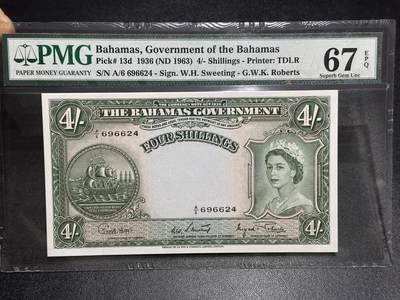 PMG
PAPER MONEY GUARANTY
Bahamas, Government of the Bahamas
Pick# 13d 1936 (ND 1963) 4/- Shillings - Printer: TDLR
S/N A/6 696624 - Sign. W.H. Sweeting - G.W.K. Roberts
67 EPQ
Superb Gem Unc
THE BAHAMAS GOVERNMENT
4/-
4/-
A/6 696624
FOUR SHILLINGS
A/6 696624
4/-
4/-